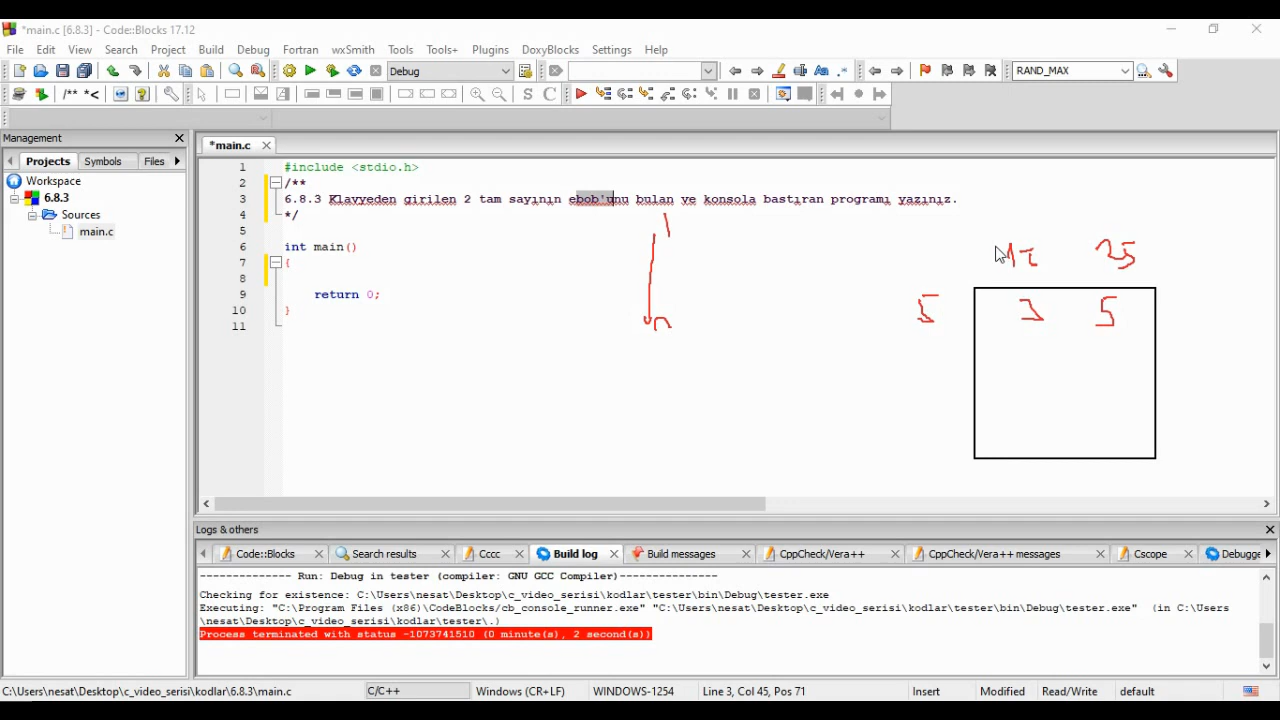 *main.c [6.8.3] - Code::Blocks 17.12
File Edit View Search Project Build Debug Fortran wxSmith Tools Tools+ Plugins DoxyBlocks Settings Help
Debug RAND_MAX
/** *<
S C
Management
Projects Symbols Files
Workspace
6.8.3
Sources
main.c
*main.c
1 #include <stdio.h>
2 /**
3 6.8.3 Klavyeden girilen 2 tam sayının ebob'unu bulan ve konsola bastıran programı yazınız.
4 */
5
6 int main()
7 {
8
9 return 0;
10 }
11
1
n
25
5 3 5
Logs & others
Code::Blocks Search results Cccc Build log Build messages CppCheck/Vera++ CppCheck/Vera++ messages Cscope Debugge
-------------- Run: Debug in tester (compiler: GNU GCC Compiler)---------------
Checking for existence: C:\Users\nesat\Desktop\c_video_serisi\kodlar\tester\bin\Debug\tester.exe
Executing: "C:\Program Files (x86)\CodeBlocks/cb_console_runner.exe" "C:\Users\nesat\Desktop\c_video_serisi\kodlar\tester\bin\Debug\tester.exe" (in C:\Users
\nesat\Desktop\c_video_serisi\kodlar\tester\.)
Process terminated with status -1073741510 (0 minute(s), 2 second(s))
C:\Users\nesat\Desktop\c_video_serisi\kodlar\6.8.3\main.c C/C++ Windows (CR+LF) WINDOWS-1254 Line 3, Col 45, Pos 71 Insert Modified Read/Write default